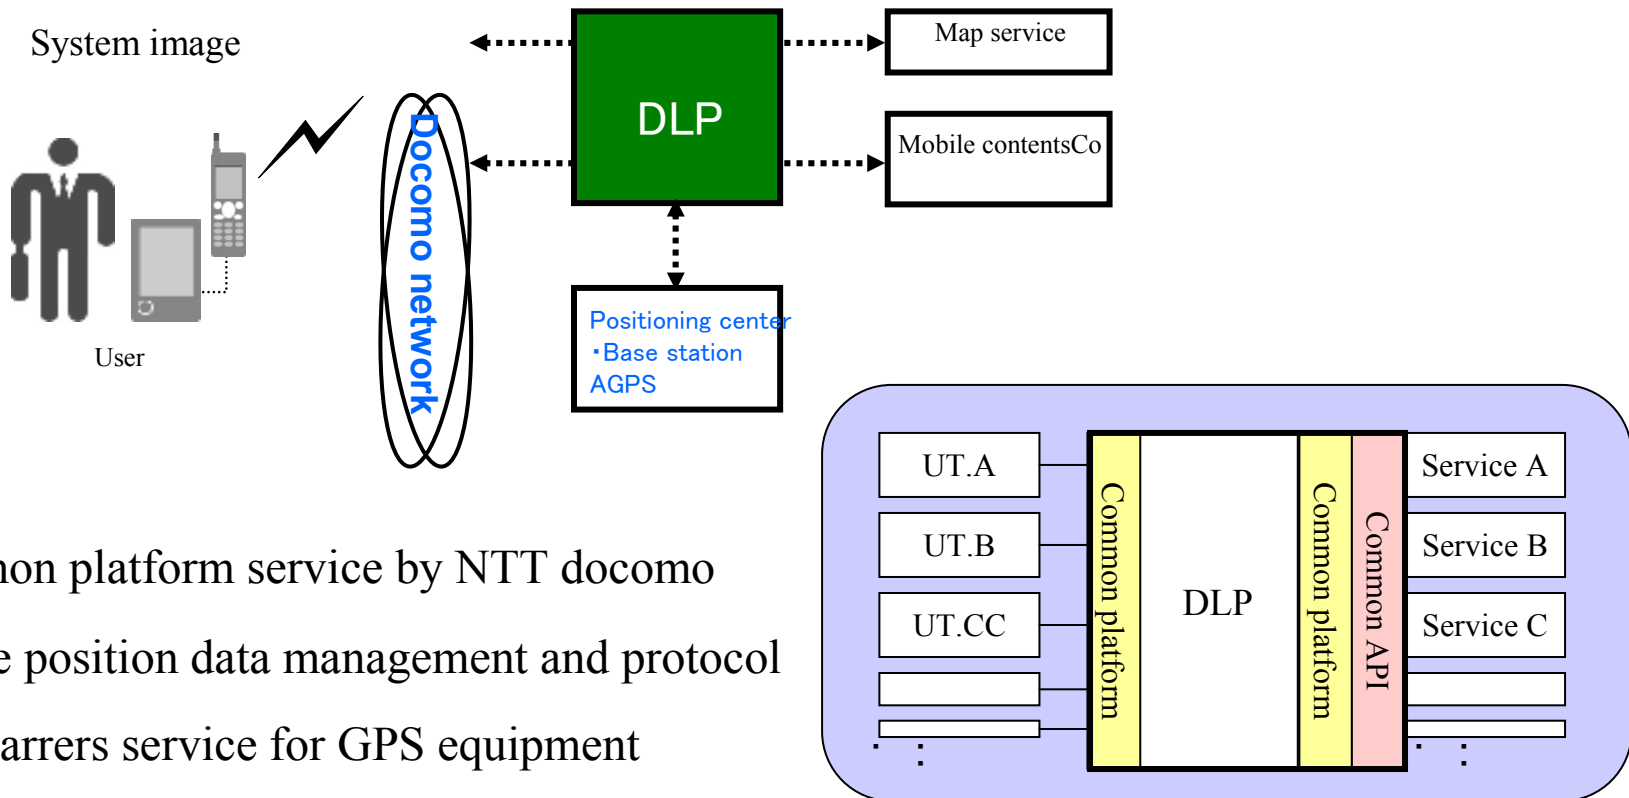 System image
Map service
DLP
Mobile contentsCo
Docomo network
Positioning center
・Base station
AGPS
User
UT.A
UT.B
UT.CC
Common platform
DLP
Common platform
Common API
Service A
Service B
Service C
platform service by NTT docomo
position data management and protocol
service for GPS equipment